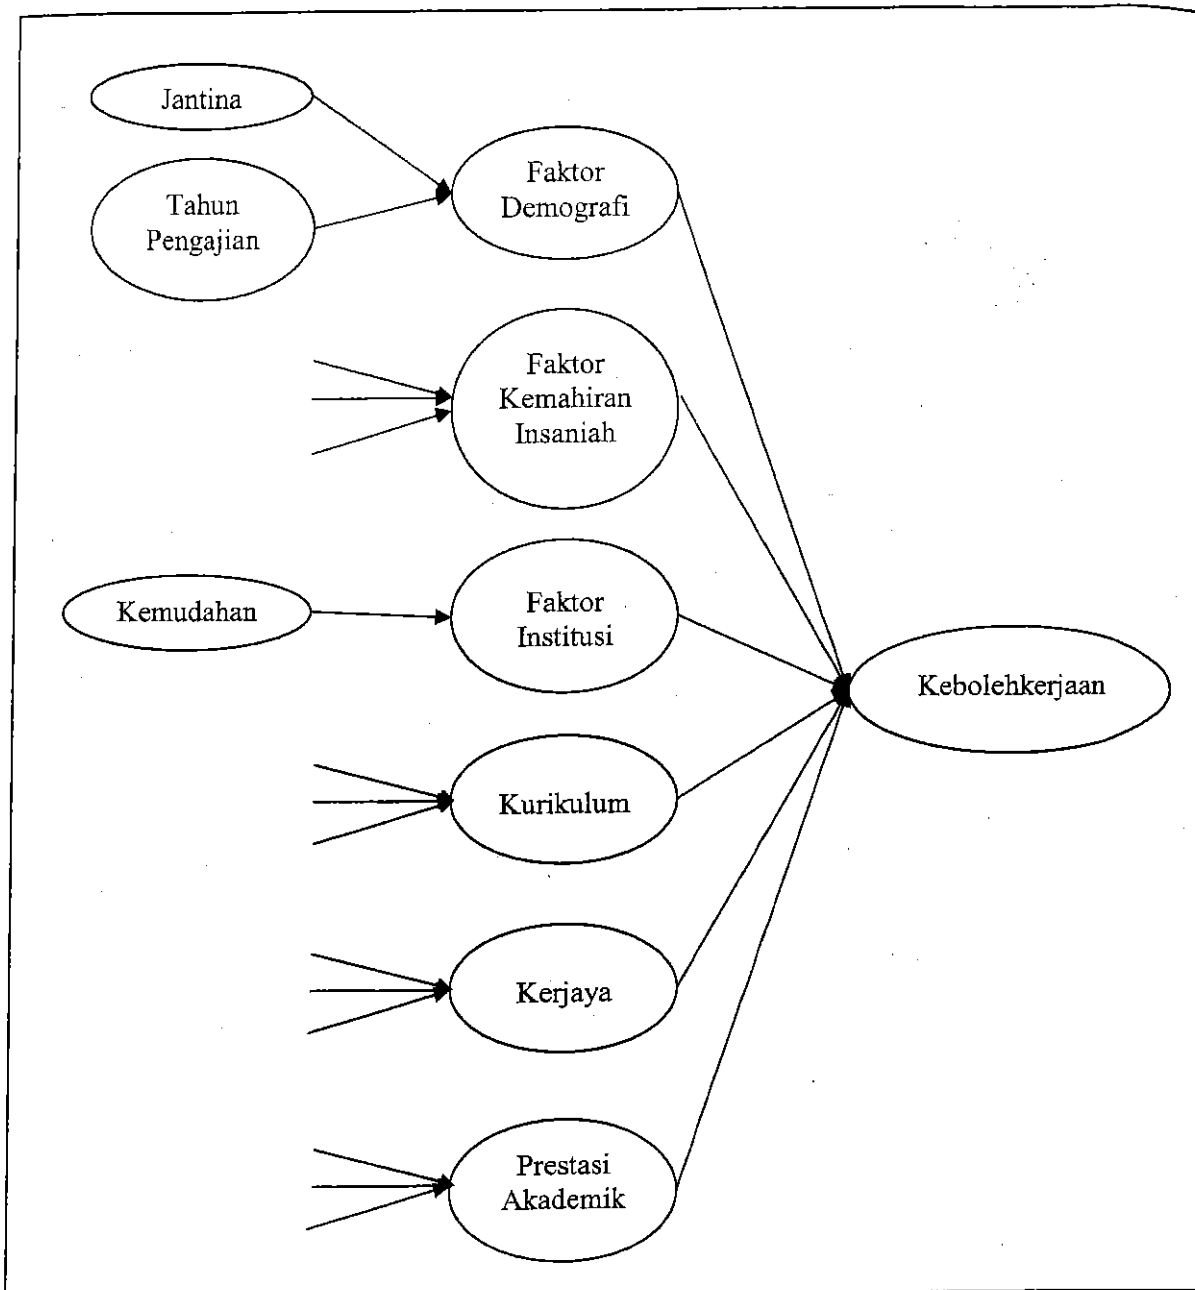 Jantina
Tahun
Pengajian
Faktor
Demografi
Faktor
Kemahiran
Insaniah
Kemudahan
Faktor
Institusi
Kebolehkerjaan
Kurikulum
Kerjaya
Prestasi
Akademik